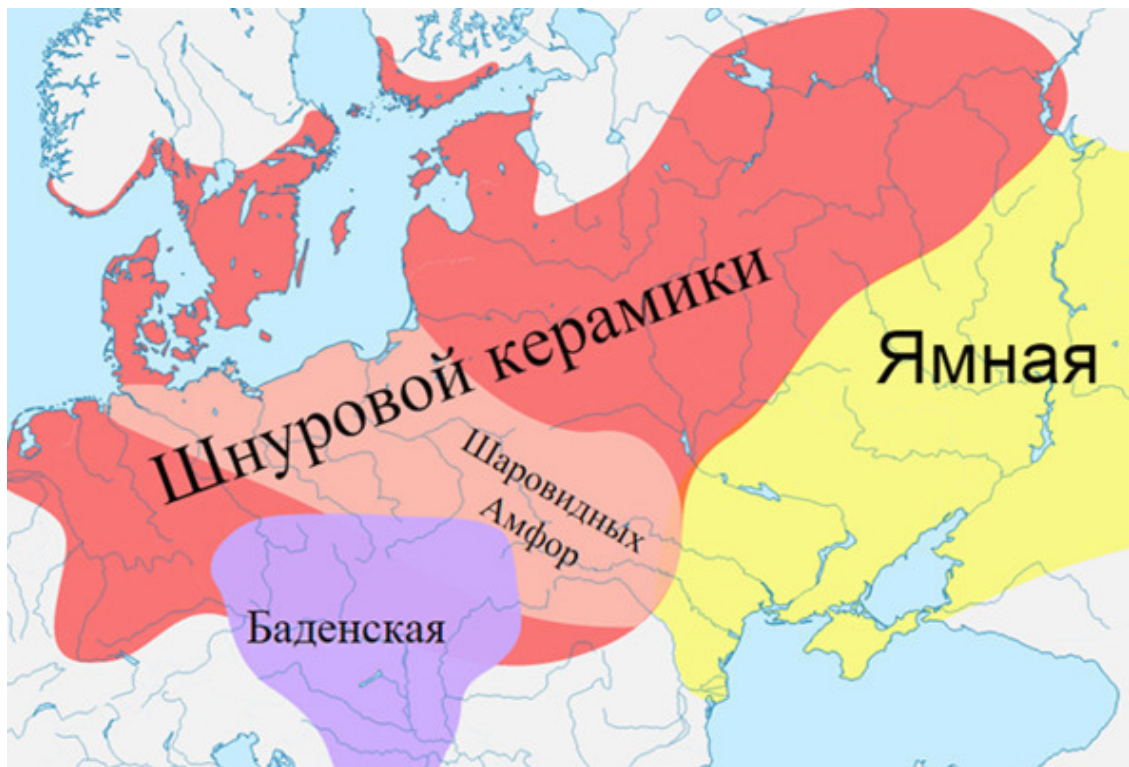 Шнуровой керамики
Ямная
Шаровидных
Амфор
Баденская